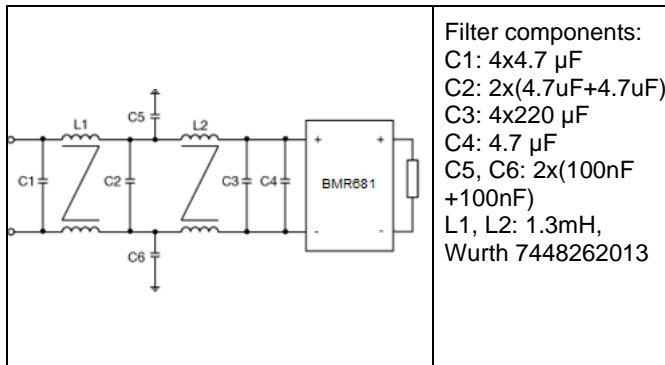 L1
C5
L2
C1
C2
C3
C4
+
+
BMR681
-
-
C6
Filter components:
C1: 4x4.7 µF
C2: 2x(4.7uF+4.7uF)
C3: 4x220 µF
C4: 4.7 µF
C5, C6: 2x(100nF
+100nF)
L1, L2: 1.3mH,
Wurth 7448262013